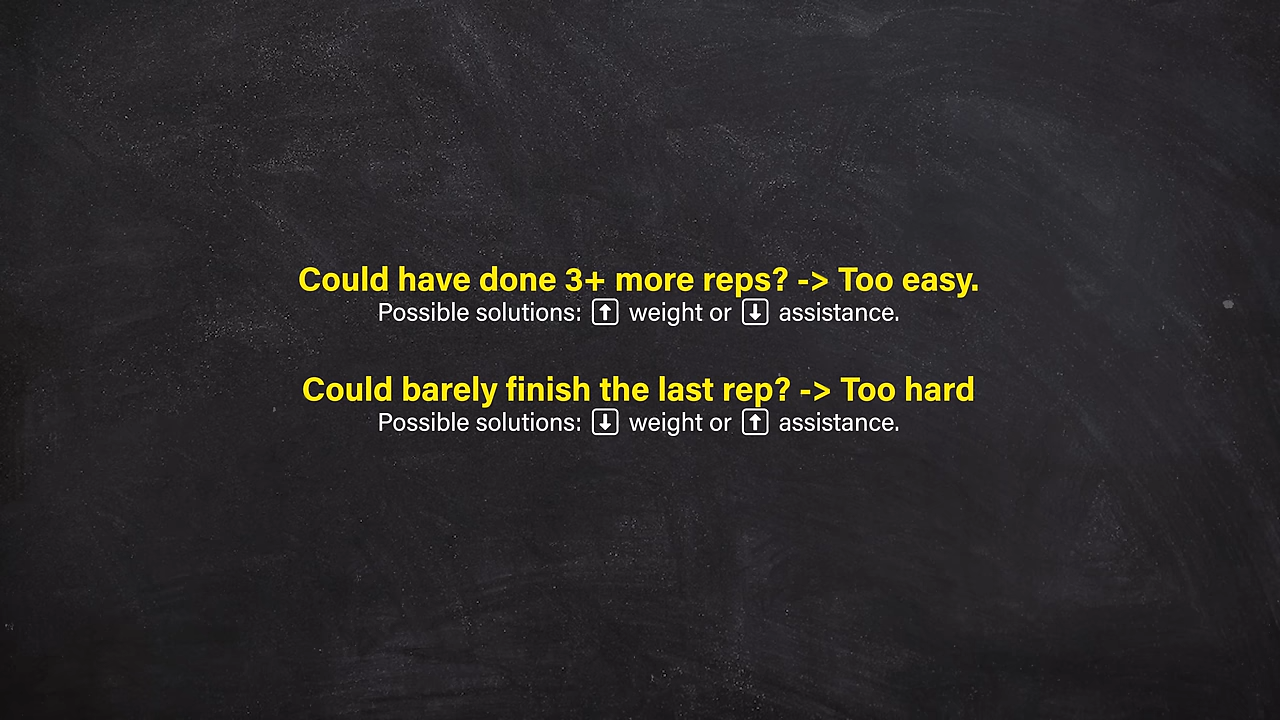 Could have done 3+ more reps? -> Too easy.
Possible solutions: ⬆ weight or ⬇ assistance.
Could barely finish the last rep? -> Too hard
Possible solutions: ⬇ weight or ⬆ assistance.